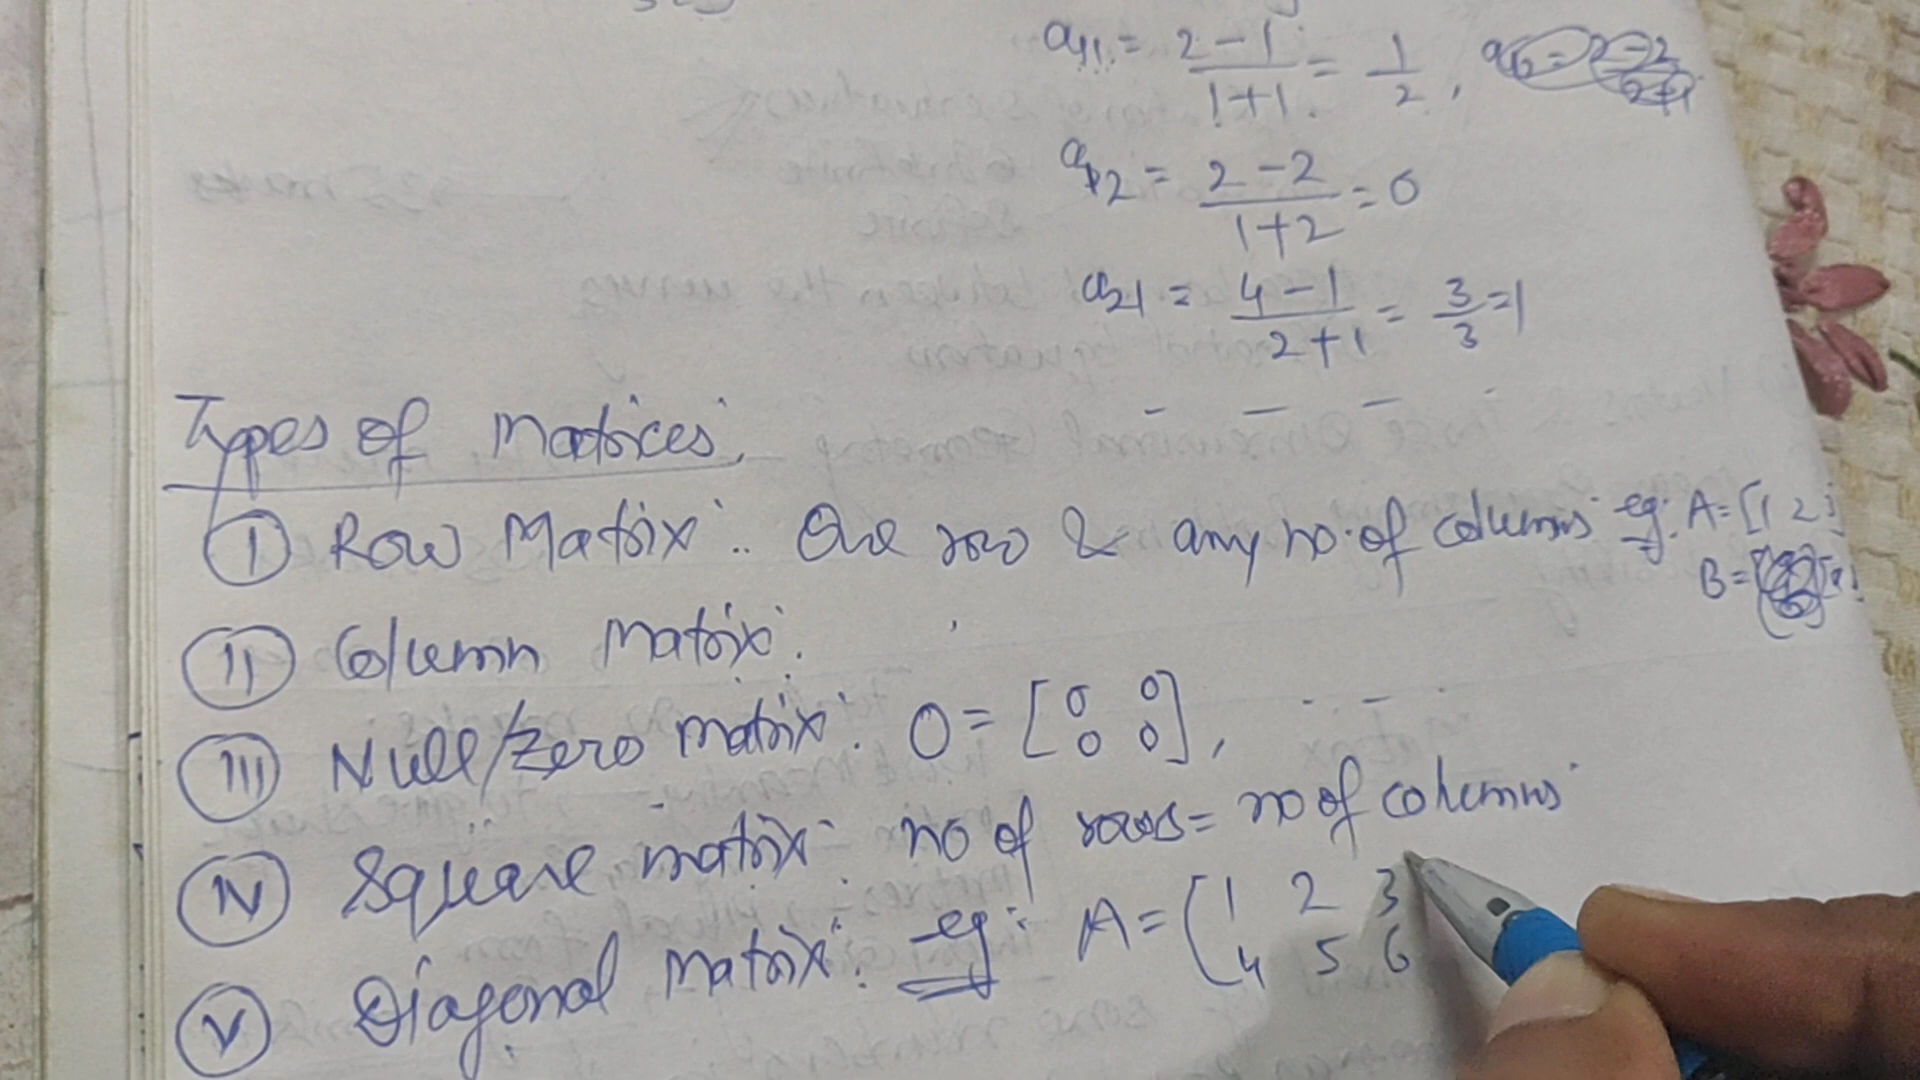 a11 = 2-1/1+1 = 1/2,
a12 = 2-2/1+2 = 0
a21 = 4-1/2+1 = 3/3 = 1
- - - -
Types of Matrices.
(I) Row Matrix: One row & any no. of columns eg: A=[1 2]
B=
(II) Column Matrix.
(III) Null/Zero matrix: O = [0 0
0 0],
(IV) Square matrix: no of rows = no of columns
eg: A = [1 2 3
4 5 6
(V) Diagonal Matrix: